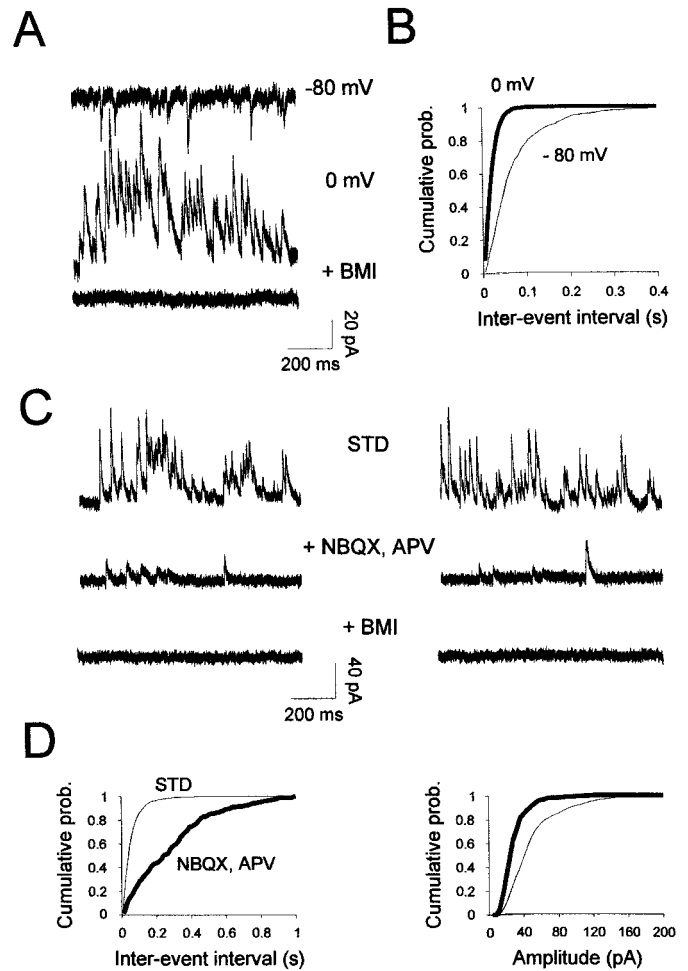 A
B
-80 mV
0 mV
+ BMI
20 pA
200 ms
0 mV
- 80 mV
Cumulative prob.
1
0.8
0.6
0.4
0.2
0
0 0.1 0.2 0.3 0.4
Inter-event interval (s)
C
STD
+ NBQX, APV
+ BMI
40 pA
200 ms
D
STD
NBQX, APV
Cumulative prob.
1
0.8
0.6
0.4
0.2
0
0 0.2 0.4 0.6 0.8 1
Inter-event interval (s)
Cumulative prob.
1
0.8
0.6
0.4
0.2
0
0 40 80 120 160 200
Amplitude (pA)